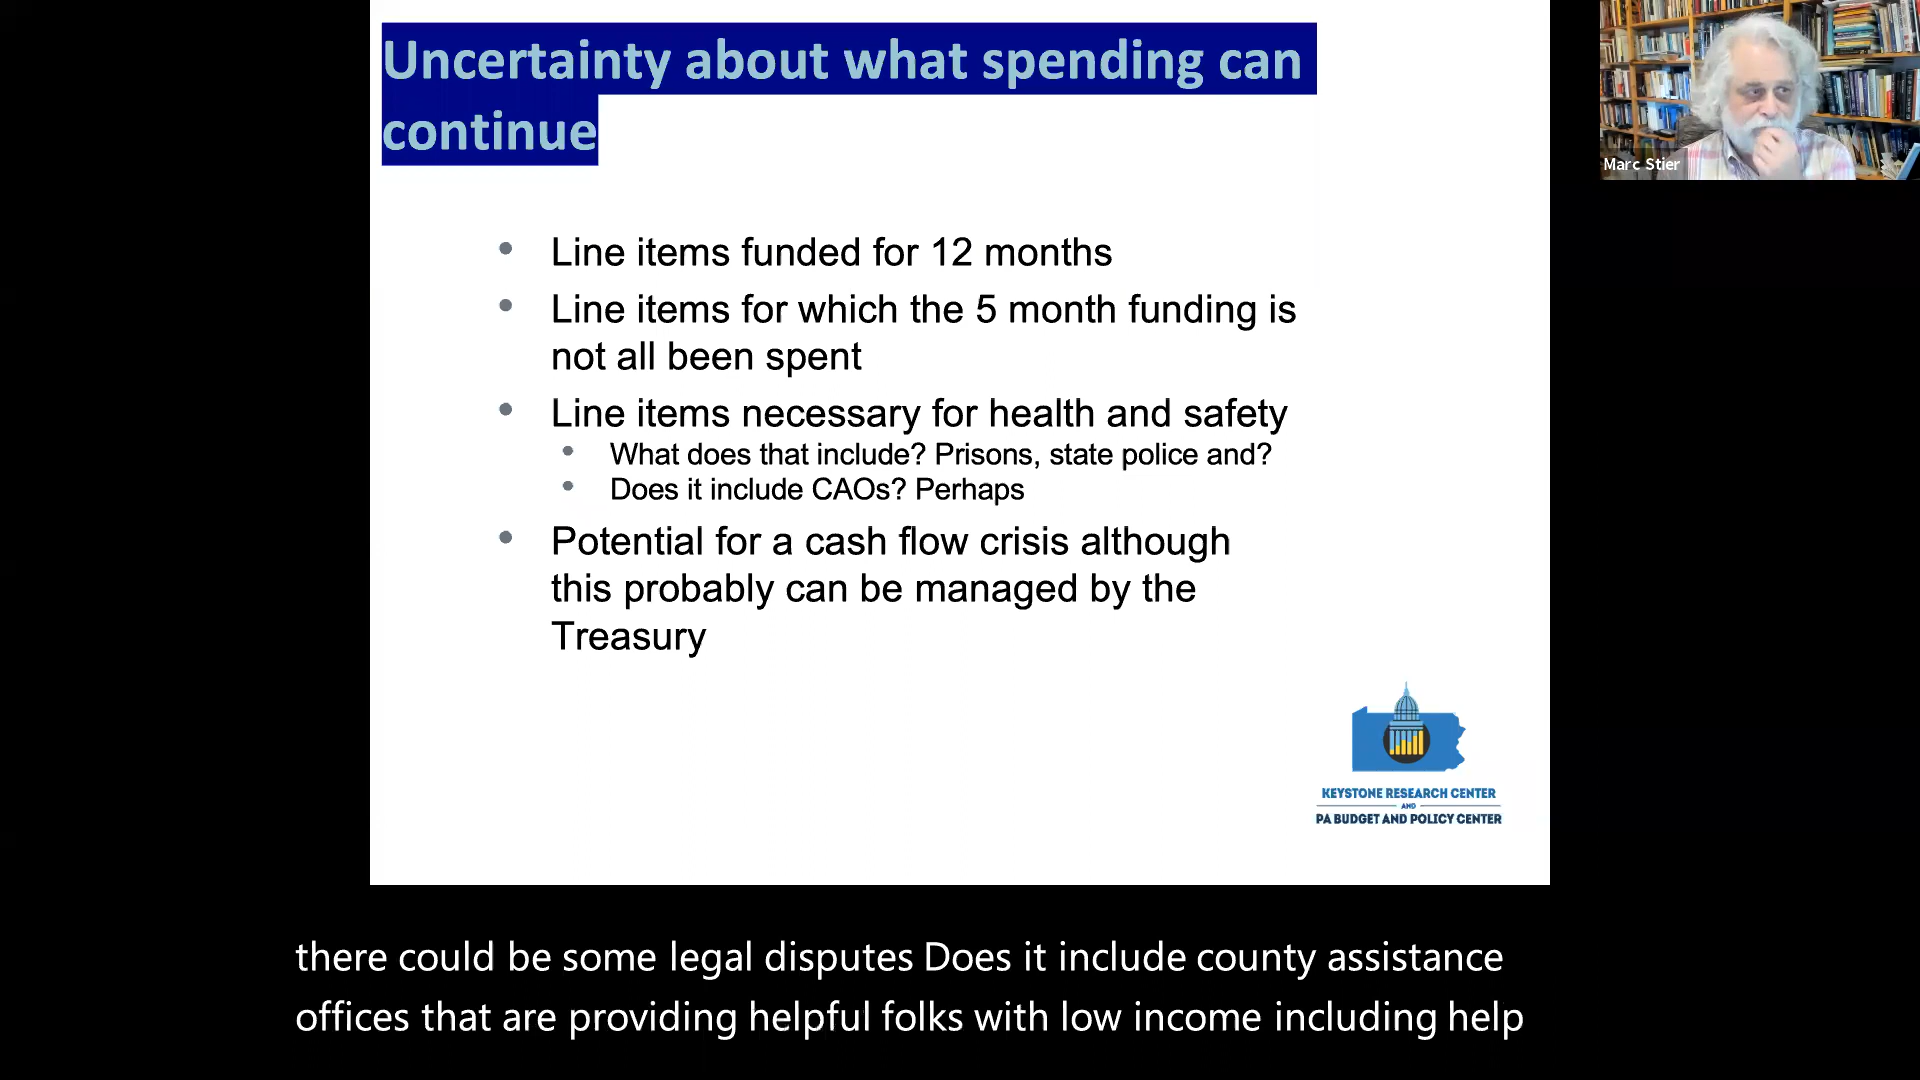 Uncertainty about what spending can
continue
Line items funded for 12 months
Line items for which the 5 month funding is
not all been spent
Line items necessary for health and safety
What does that include? Prisons, state police and?
Does it include CAOs? Perhaps
Potential for a cash flow crisis although
this probably can be managed by the
Treasury
KEYSTONE RESEARCH CENTER
AND
PA BUDGET AND POLICY CENTER
Marc Stier
there could be some legal disputes Does it include county assistance
offices that are providing helpful folks with low income including help